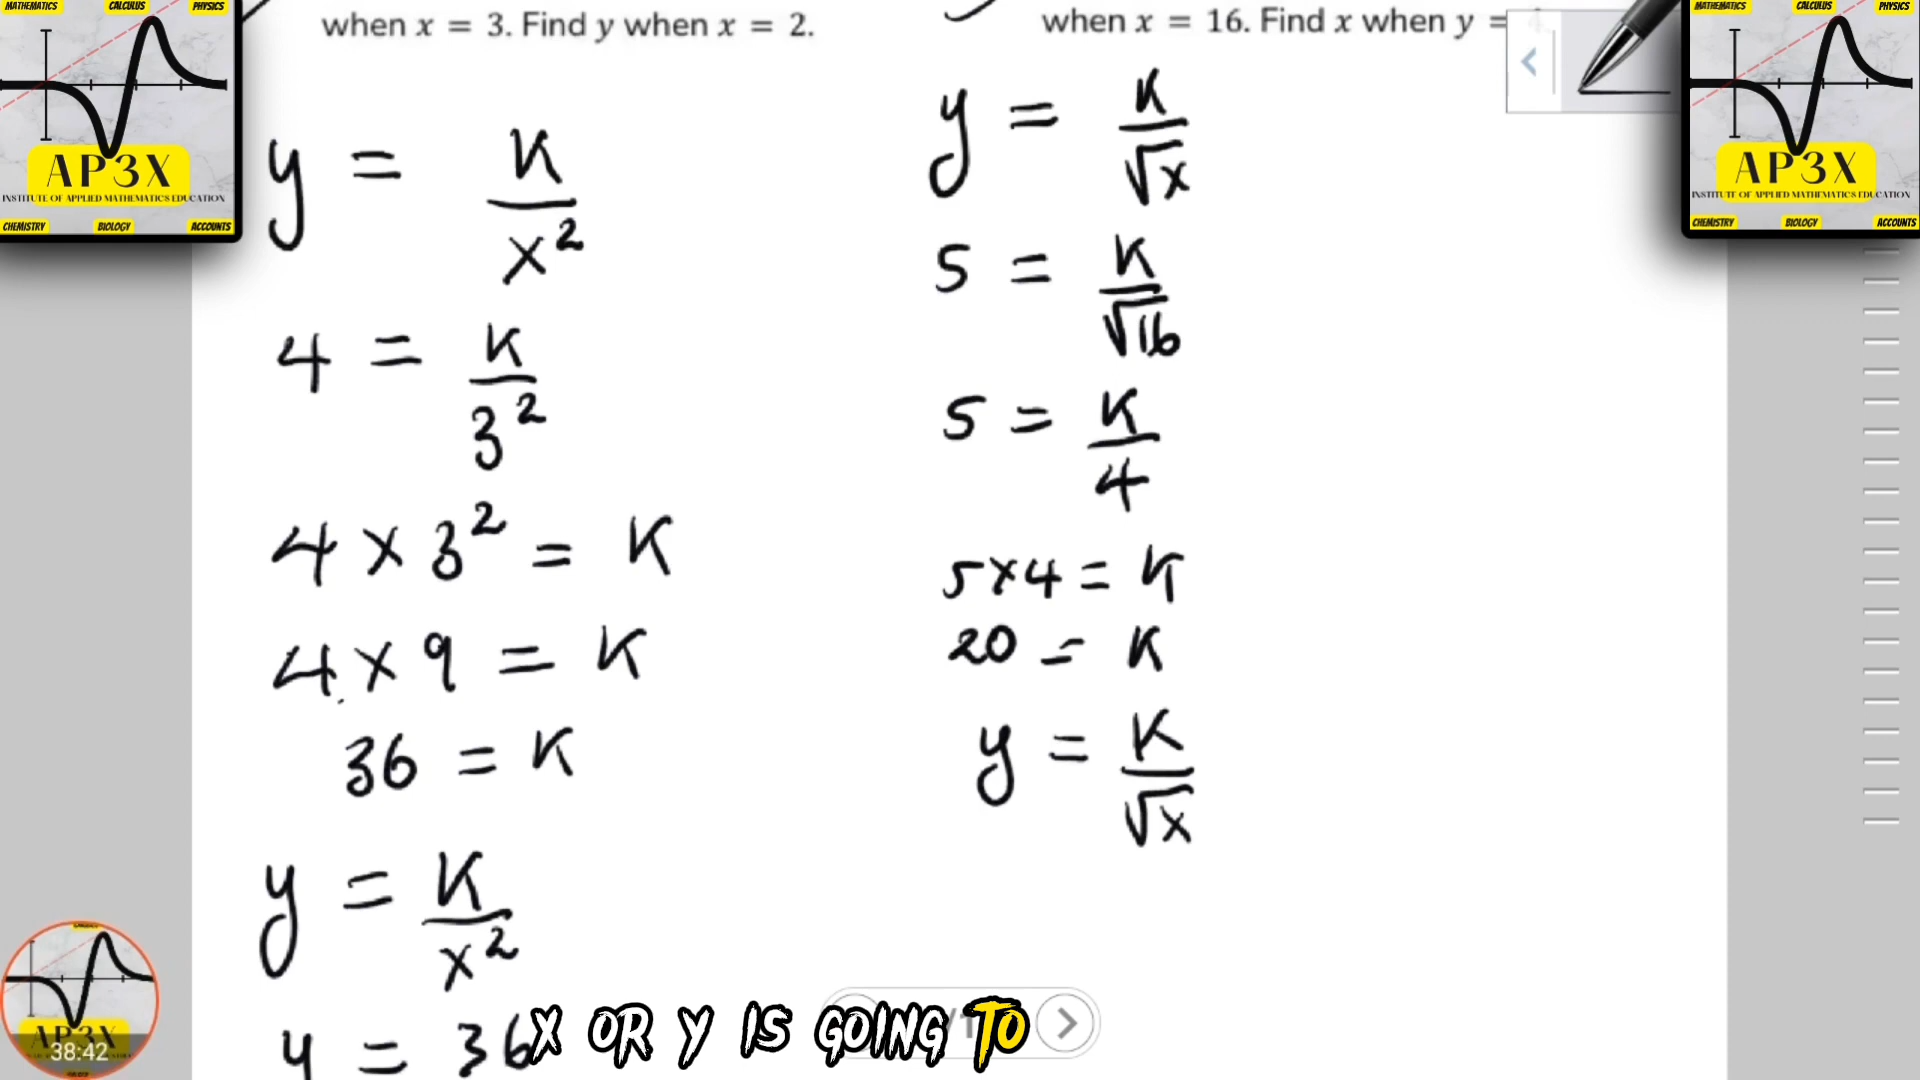 MATHEMATICS CALCULUS PHYSICS
AP3X
INSTITUTE OF APPLIED MATHEMATICS EDUCATION
CHEMISTRY BIOLOGY ACCOUNTS
when x = 3. Find y when x = 2.
y = K/x²
4 = K/3²
4 × 3² = K
4 × 9 = K
36 = K
y = K/x²
y = 36
when x = 16. Find x when y =
y = K/√x
5 = K/√16
5 = K/4
5×4 = K
20 = K
y = K/√x
MATHEMATICS CALCULUS PHYSICS
AP3X
INSTITUTE OF APPLIED MATHEMATICS EDUCATION
CHEMISTRY BIOLOGY ACCOUNTS
AP3X
38:42
X OR Y IS GOING TO